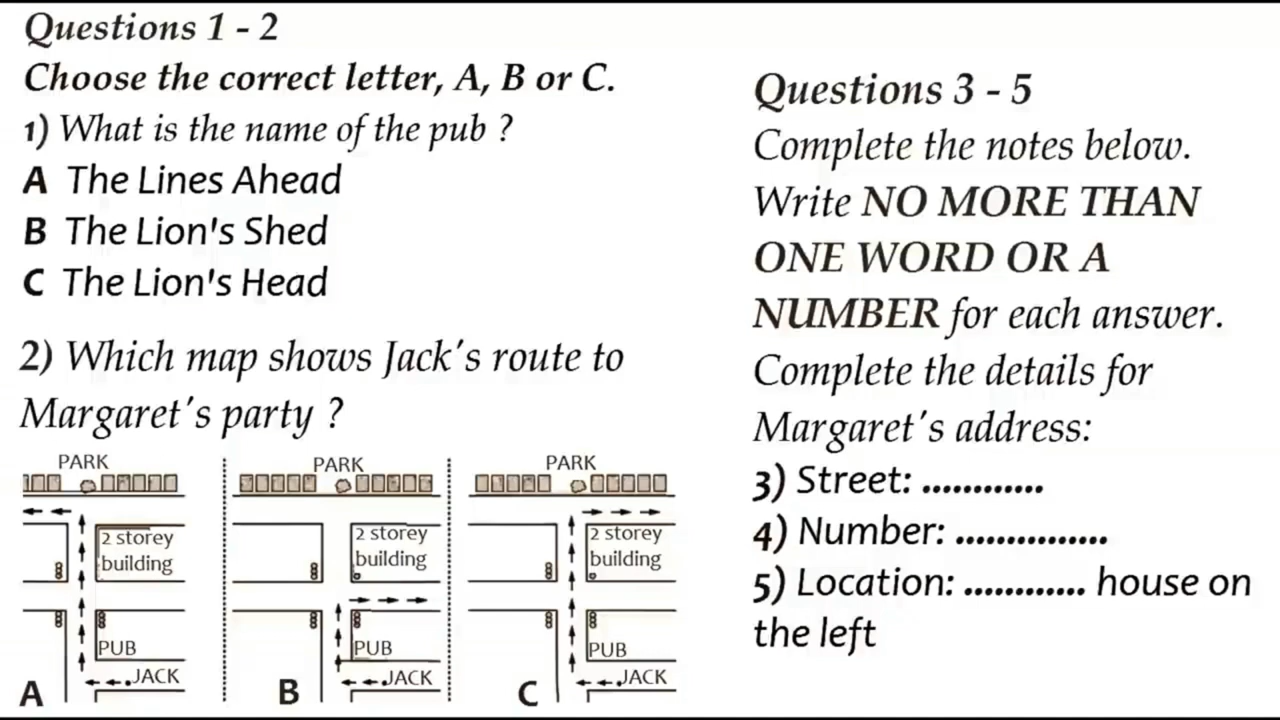 Questions 1 - 2
Choose the correct letter, A, B or C.
1) What is the name of the pub ?
A The Lines Ahead
B The Lion's Shed
C The Lion's Head
2) Which map shows Jack's route to
Margaret's party ?
PARK
2 storey
building
PUB
JACK
A
PARK
2 storey
building
PUB
JACK
B
PARK
2 storey
building
PUB
JACK
C
Questions 3 - 5
Complete the notes below.
Write NO MORE THAN
ONE WORD OR A
NUMBER for each answer.
Complete the details for
Margaret's address:
3) Street: ............
4) Number: ...............
5) Location: ............ house on
the left